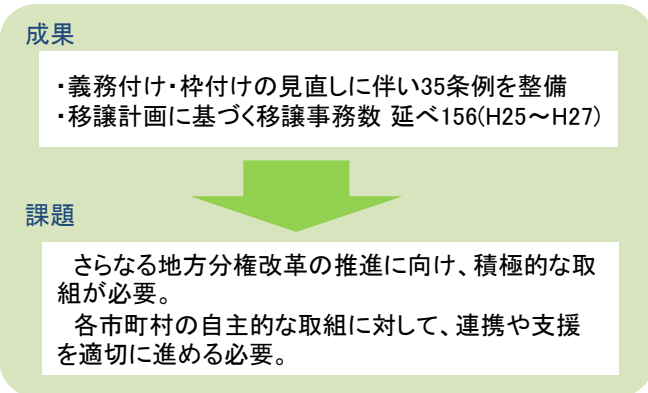 成果
・義務付け・枠付けの見直しに伴い35条例を整備
・移譲計画に基づく移譲事務数 延べ156(H25～H27)
課題
　さらなる地方分権改革の推進に向け、積極的な取
組が必要。
　各市町村の自主的な取組に対して、連携や支援
を適切に進める必要。